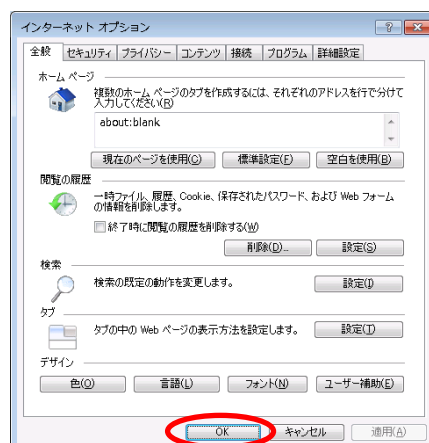 インターネット オプション
全般 セキュリティ プライバシー コンテンツ 接続 プログラム 詳細設定
ホーム ページ
複数のホーム ページのタブを作成するには、それぞれのアドレスを行で分けて
入力してください(R)
about:blank
現在のページを使用(C) 標準設定(F) 空白を使用(B)
閲覧の履歴
一時ファイル、履歴、Cookie、保存されたパスワード、および Web フォーム
の情報を削除します。
終了時に閲覧の履歴を削除する(W)
削除(D)... 設定(S)
検索
検索の既定の動作を変更します。 設定(I)
タブ
タブの中の Web ページの表示方法を設定します。 設定(T)
デザイン
色(O) 言語(L) フォント(N) ユーザー補助(E)
OK キャンセル 適用(A)